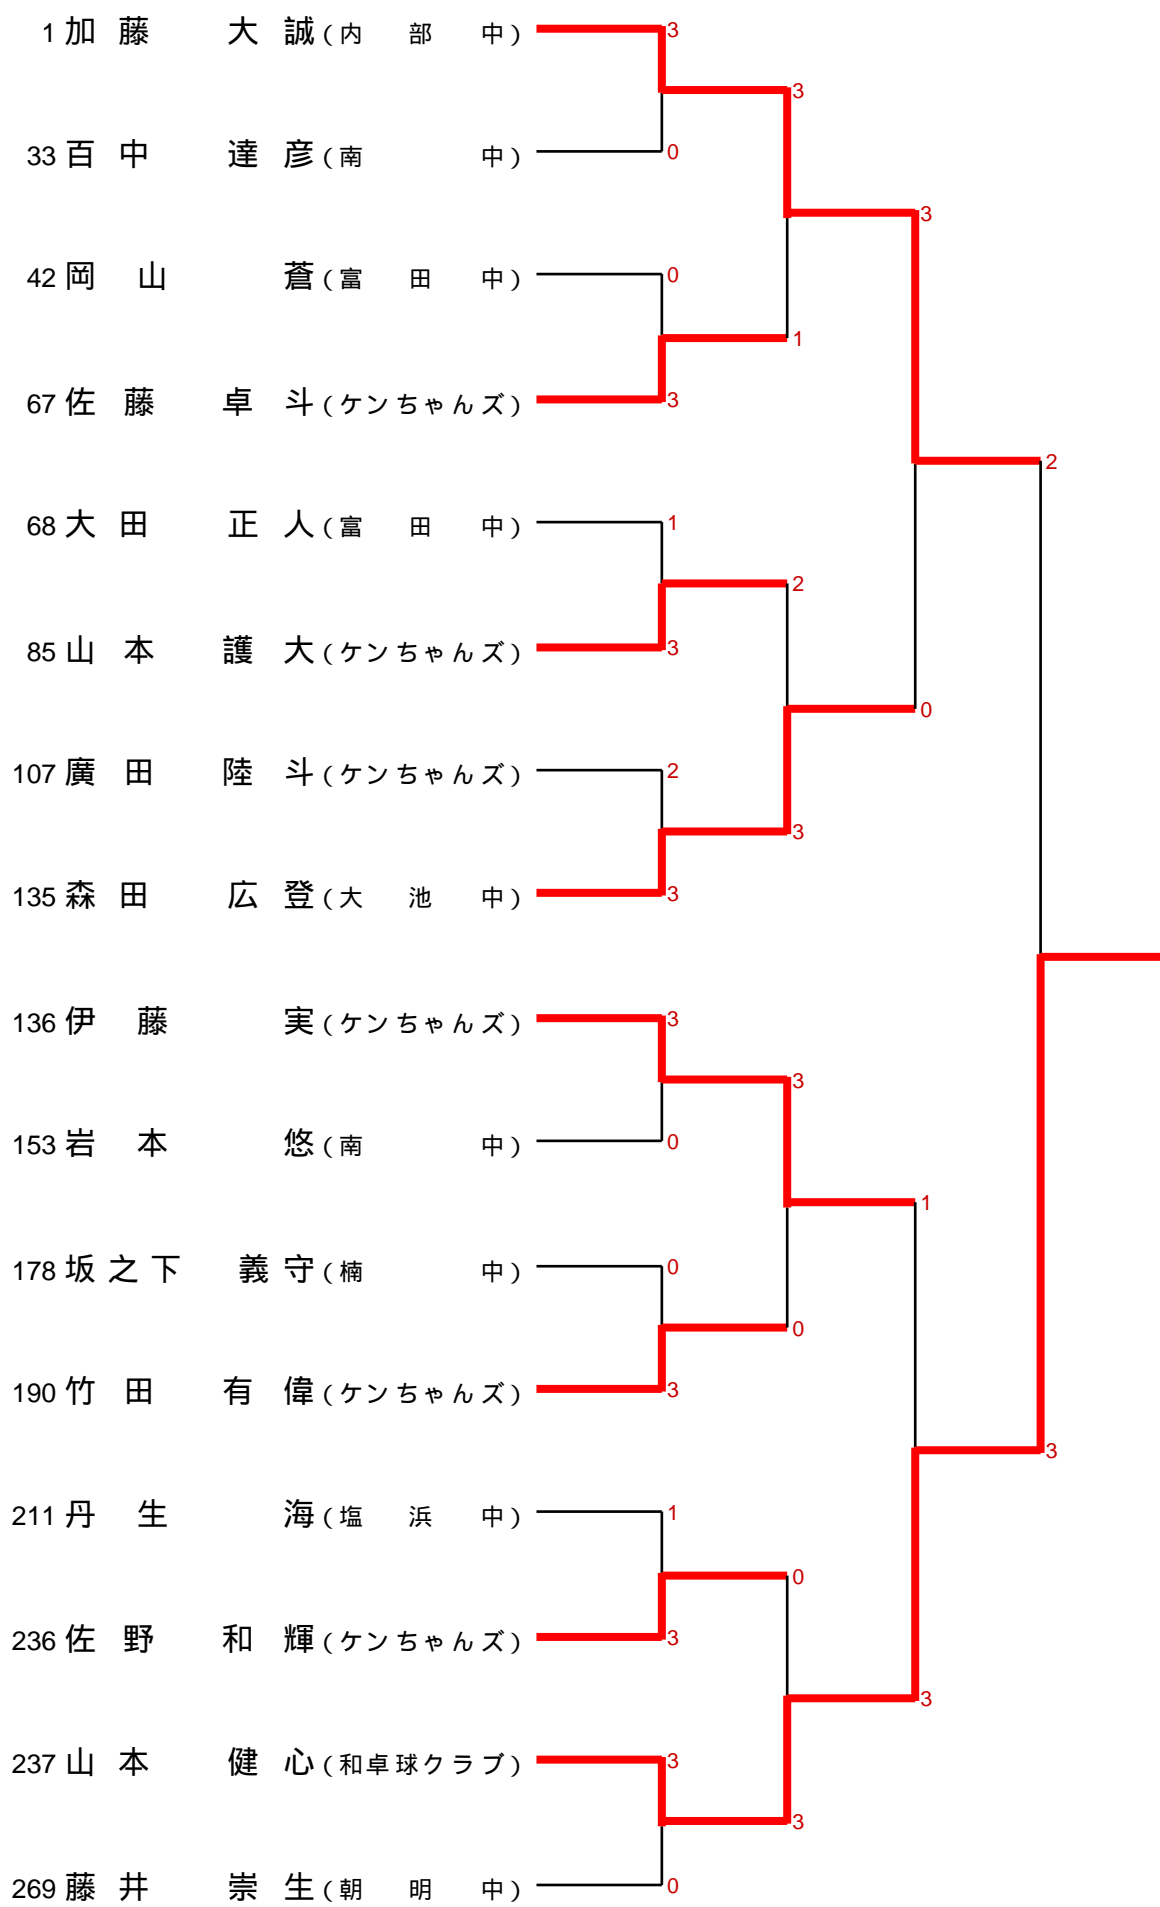 1 加藤 大誠 (内部中) 3
3
33 百中 達彦 (南中) 0
3
42 岡山 蒼 (富田中) 0
1
67 佐藤 卓斗 (ケンちゃんズ) 3
2
68 大田 正人 (富田中) 1
2
85 山本 護大 (ケンちゃんズ) 3
0
107 廣田 陸斗 (ケンちゃんズ) 2
3
135 森田 広登 (大池中) 3
136 伊藤 実 (ケンちゃんズ) 3
3
153 岩本 悠 (南中) 0
1
178 坂之下 義守 (楠中) 0
0
190 竹田 有偉 (ケンちゃんズ) 3
3
211 丹生 海 (塩浜中) 1
0
236 佐野 和輝 (ケンちゃんズ) 3
3
237 山本 健心 (和卓球クラブ) 3
3
269 藤井 崇生 (朝明中) 0